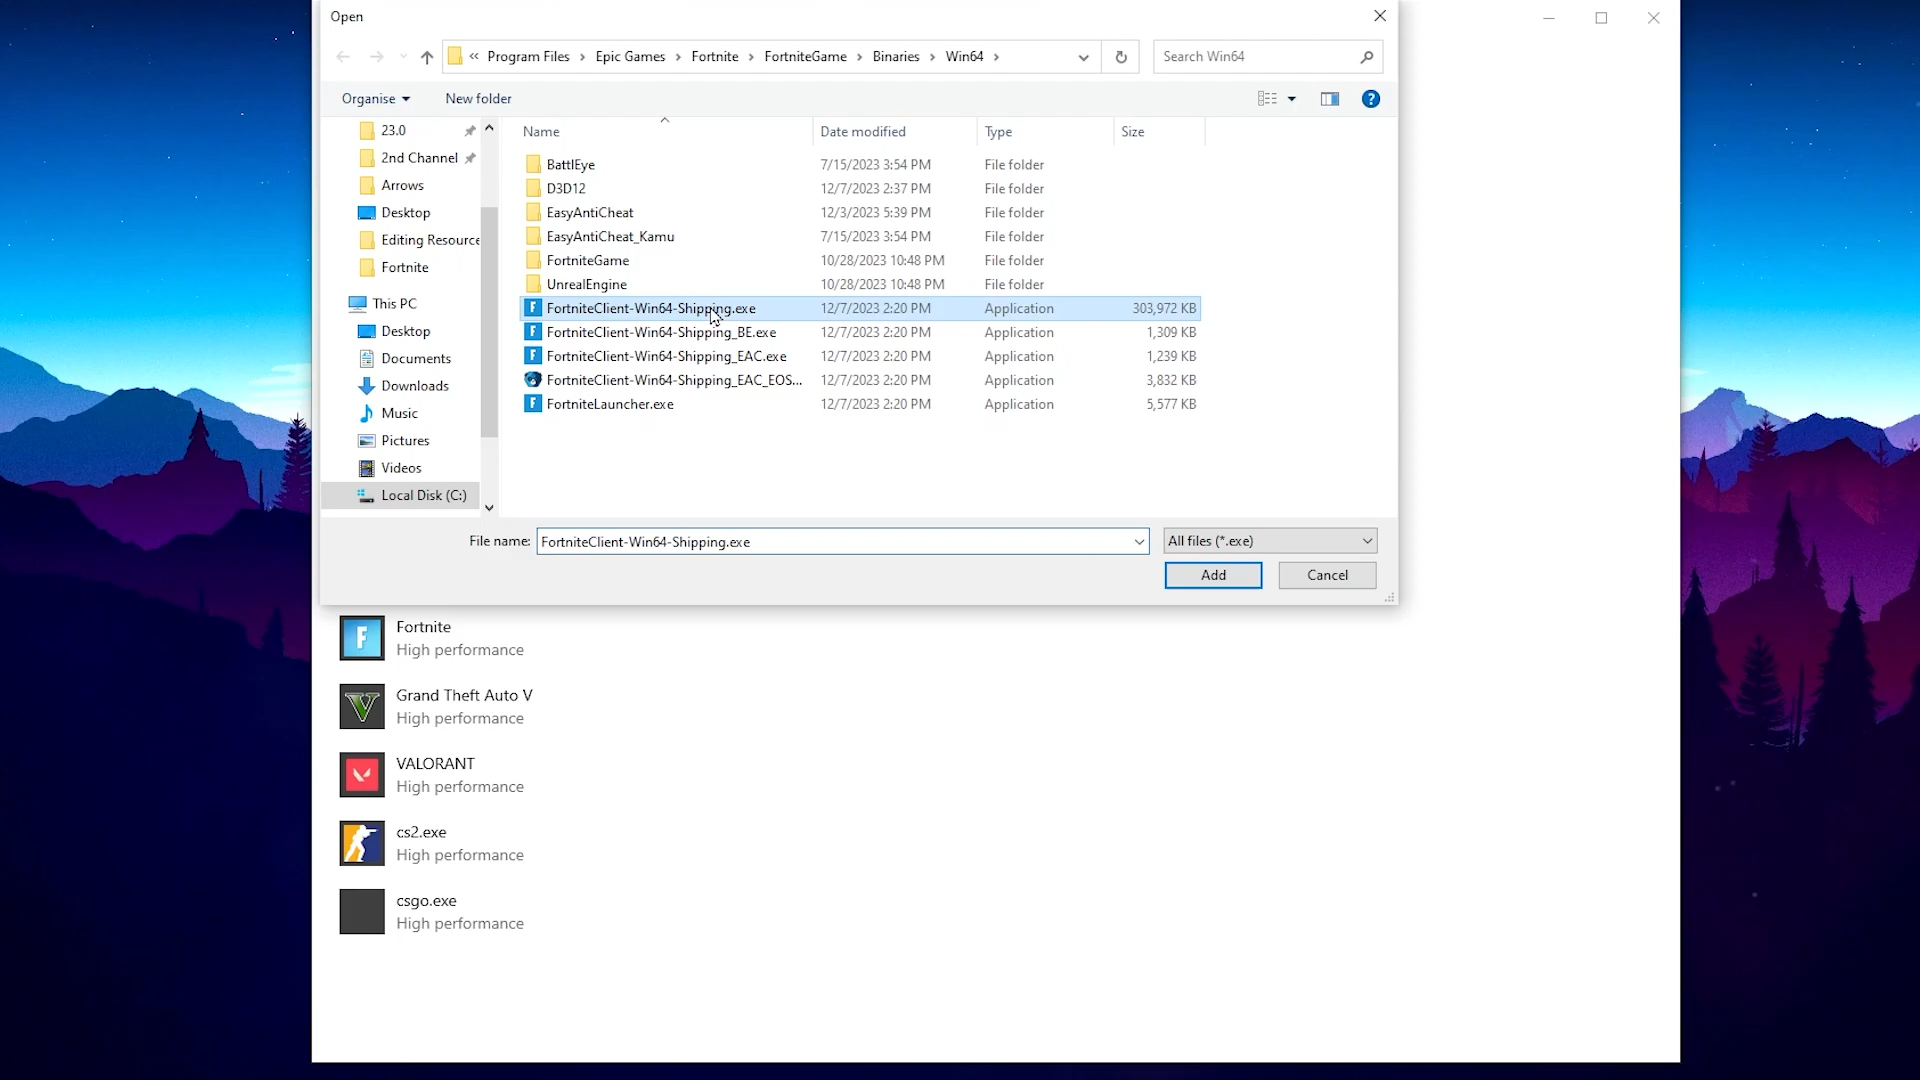 Open
« Program Files › Epic Games › Fortnite › FortniteGame › Binaries › Win64 ›
Search Win64
Organise
New folder
?
Name
Date modified
Type
Size
23.0
2nd Channel
Arrows
Desktop
Editing Resource
Fortnite
This PC
Desktop
Documents
Downloads
Music
Pictures
Videos
Local Disk (C:)
BattlEye 7/15/2023 3:54 PM File folder
D3D12 12/7/2023 2:37 PM File folder
EasyAntiCheat 12/3/2023 5:39 PM File folder
EasyAntiCheat_Kamu 7/15/2023 3:54 PM File folder
FortniteGame 10/28/2023 10:48 PM File folder
UnrealEngine 10/28/2023 10:48 PM File folder
FortniteClient-Win64-Shipping.exe 12/7/2023 2:20 PM Application 303,972 KB
FortniteClient-Win64-Shipping_BE.exe 12/7/2023 2:20 PM Application 1,309 KB
FortniteClient-Win64-Shipping_EAC.exe 12/7/2023 2:20 PM Application 1,239 KB
FortniteClient-Win64-Shipping_EAC_EOS... 12/7/2023 2:20 PM Application 3,832 KB
FortniteLauncher.exe 12/7/2023 2:20 PM Application 5,577 KB
File name: FortniteClient-Win64-Shipping.exe
All files (*.exe)
Add
Cancel
Fortnite
High performance
Grand Theft Auto V
High performance
VALORANT
High performance
cs2.exe
High performance
csgo.exe
High performance